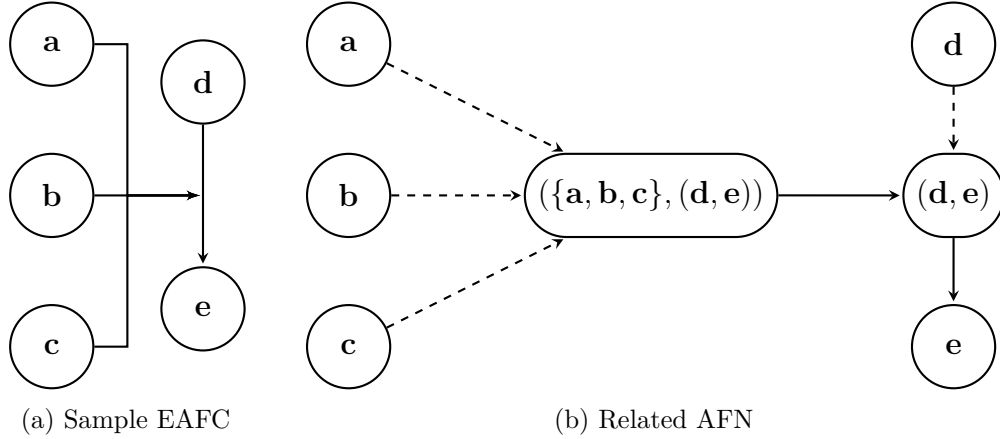 a
d
b
e
c
(a) Sample EAFC
a
d
b
({a, b, c}, (d, e))
(d, e)
c
e
(b) Related AFN